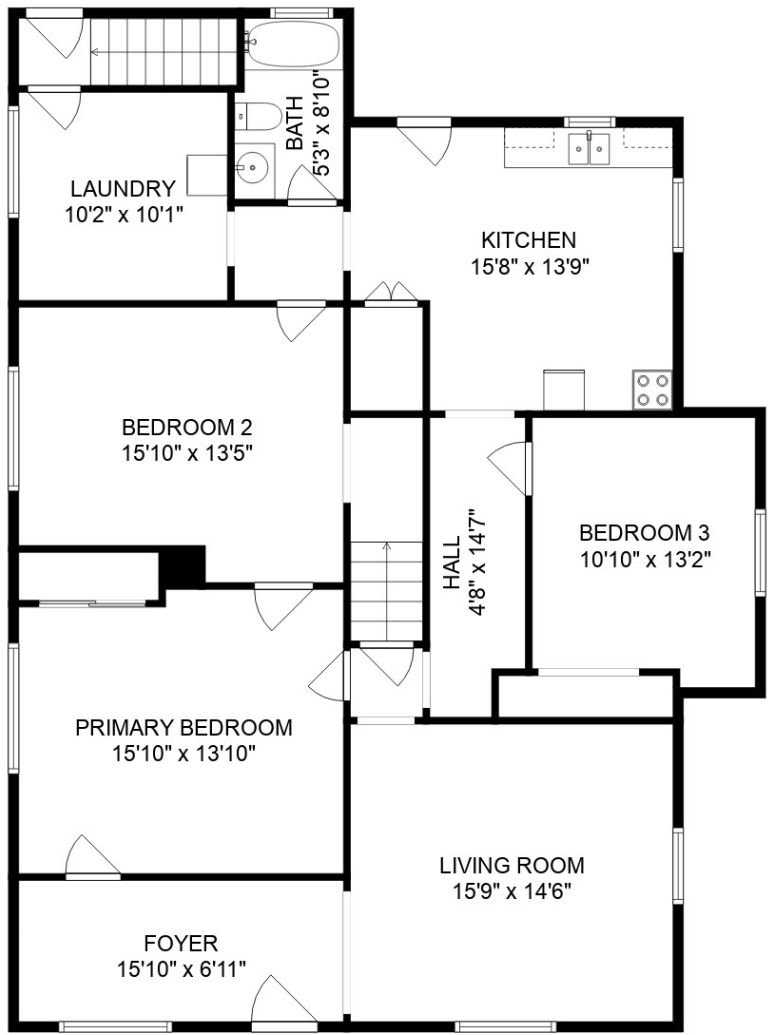 BATH
5'3" x 8'10"
LAUNDRY
10'2" x 10'1"
KITCHEN
15'8" x 13'9"
BEDROOM 2
15'10" x 13'5"
HALL
4'8" x 14'7"
BEDROOM 3
10'10" x 13'2"
PRIMARY BEDROOM
15'10" x 13'10"
LIVING ROOM
15'9" x 14'6"
FOYER
15'10" x 6'11"